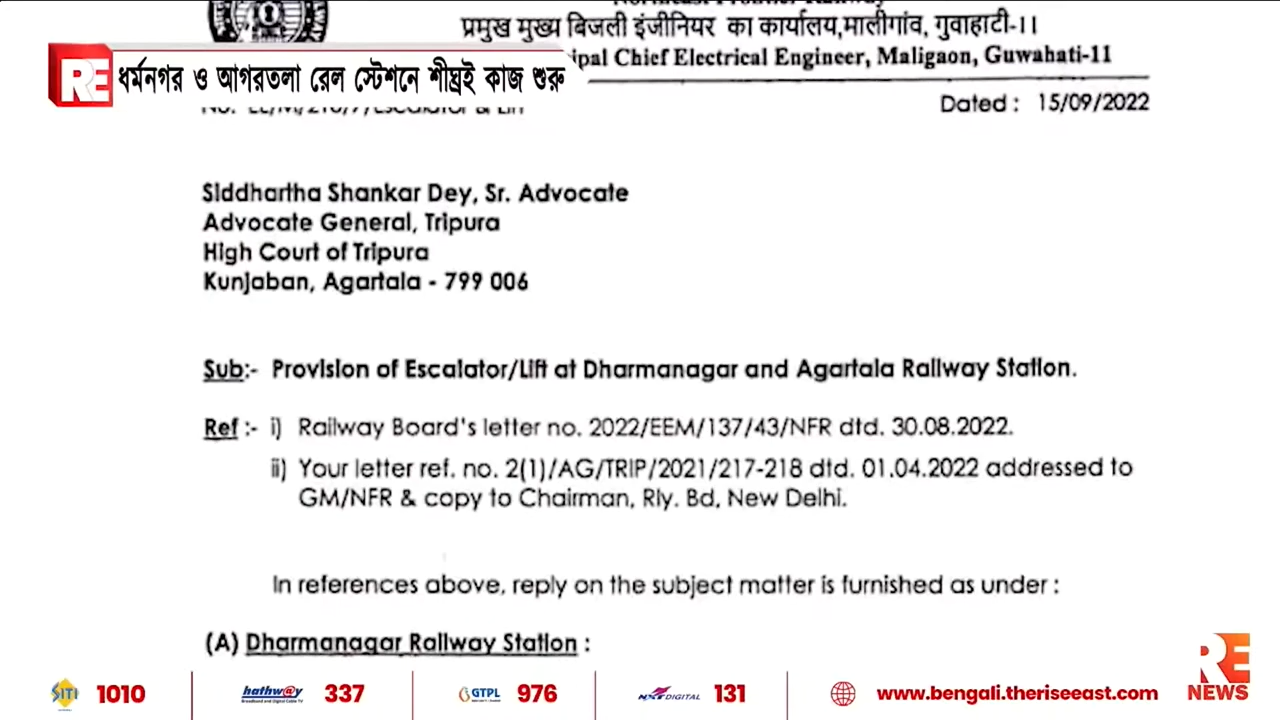 प्रमुख मुख्य बिजली इंजीनियर का कार्यालय,मालीगांव, गुवाहाटी-11
Chief Electrical Engineer, Maligaon, Guwahati-11
RE ধর্মনগর ও আগরতলা রেল স্টেশনে শীঘ্রই কাজ শুরু
Dated : 15/09/2022
Siddhartha Shankar Dey, Sr. Advocate
Advocate General, Tripura
High Court of Tripura
Kunjaban, Agartala - 799 006
Sub:- Provision of Escalator/Lift at Dharmanagar and Agartala Railway Station.
Ref :- i) Railway Board's letter no. 2022/EEM/137/43/NFR dtd. 30.08.2022.
ii) Your letter ref. no. 2(1)/AG/TRIP/2021/217-218 dtd. 01.04.2022 addressed to
GM/NFR & copy to Chairman, Rly. Bd, New Delhi.
In references above, reply on the subject matter is furnished as under :
(A) Dharmanagar Railway Station :
SITI 1010 hathw@y 337 GTPL 976 NXT DIGITAL 131 www.bengali.theriseeast.com
RE
NEWS